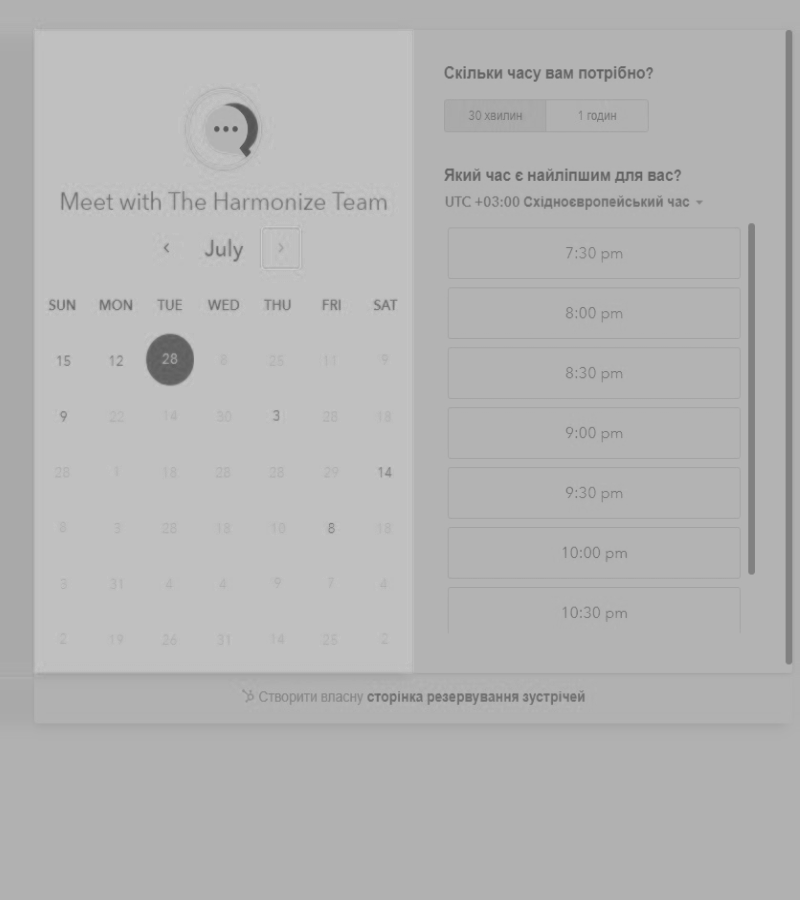 Meet with The Harmonize Team
July
SUN MON TUE WED THU FRI SAT
15 12 28 8 25 11 9
9 22 14 30 3 28 18
28 1 18 28 28 29 14
28 18 8 18
31 4 4 9 7 4
2 19 26 31 14 25 2
Скільки часу вам потрібно?
30 хвилин 1 годин
Який час є найліпшим для вас?
UTC +03:00 Східноєвропейський час
7:30 pm
8:00 pm
8:30 pm
9:00 pm
9:30 pm
10:00 pm
10:30 pm
Створити власну сторінка резервування зустрічей